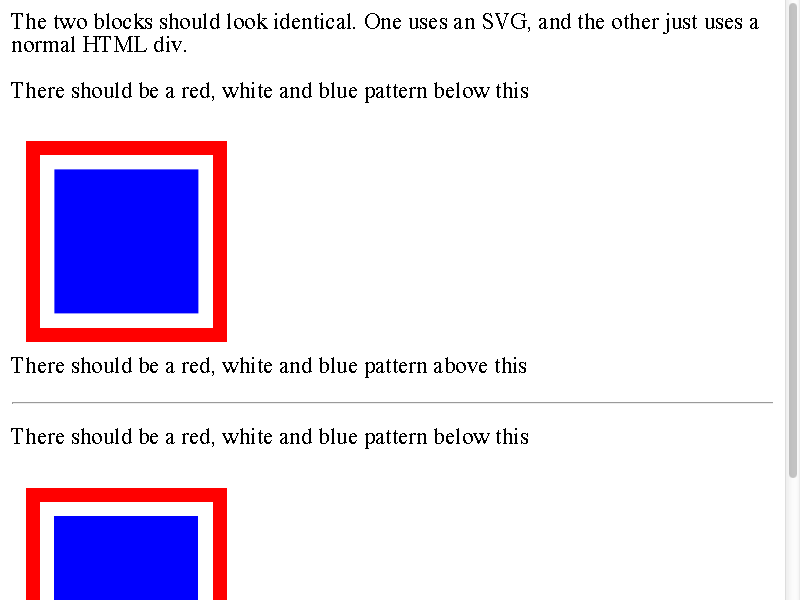 The two blocks should look identical. One uses an SVG, and the other just uses a
normal HTML div.
There should be a red, white and blue pattern below this
There should be a red, white and blue pattern above this
There should be a red, white and blue pattern below this